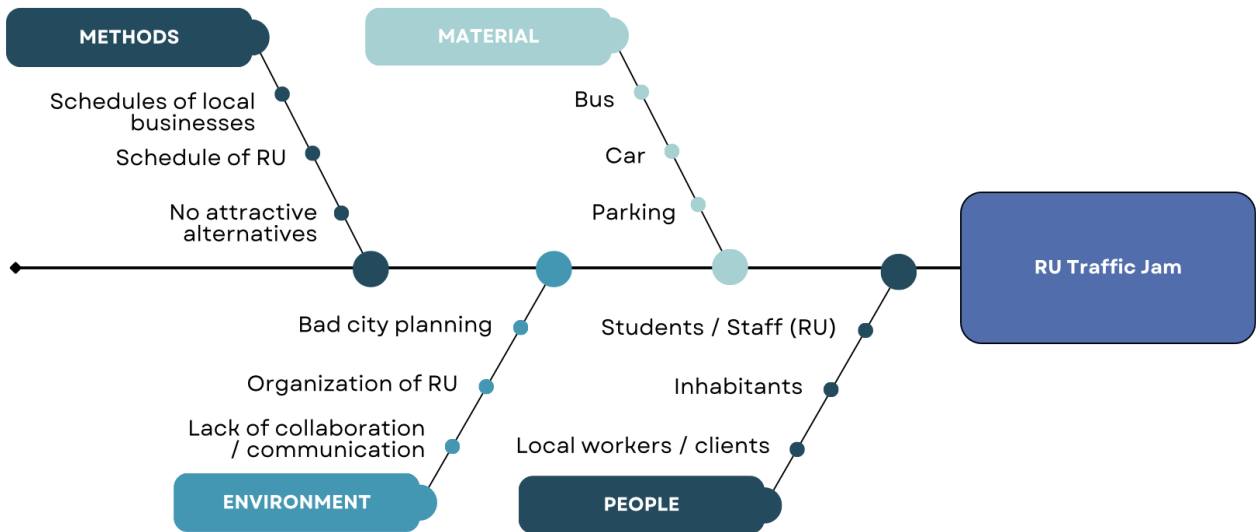 METHODS
MATERIAL
Schedules of local
businesses
Schedule of RU
No attractive
alternatives
Bus
Car
Parking
RU Traffic Jam
Bad city planning
Organization of RU
Lack of collaboration
/ communication
ENVIRONMENT
Students / Staff (RU)
Inhabitants
Local workers / clients
PEOPLE